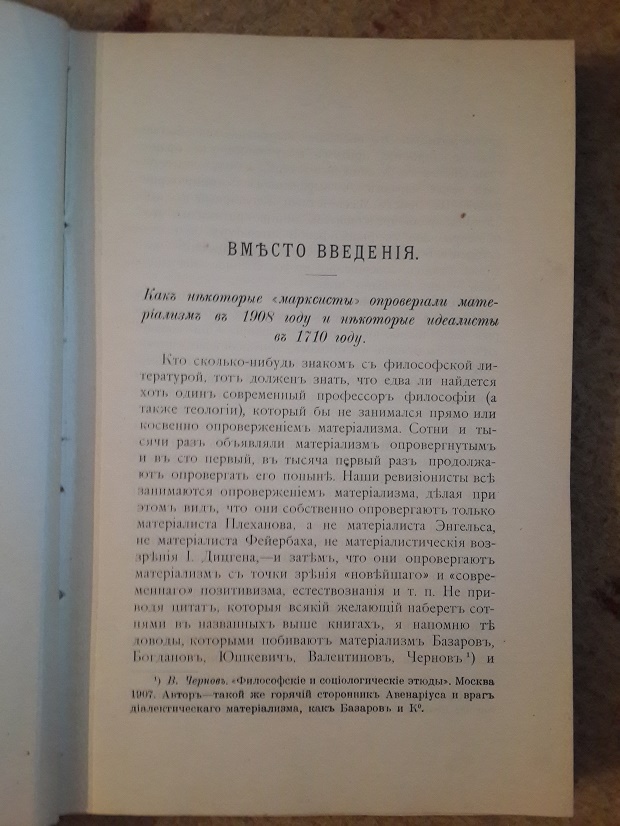 ВМѢСТО ВВЕДЕНІЯ.
Какъ нѣкоторые «марксисты» опровергали мате-
ріализмъ въ 1908 году и нѣкоторые идеалисты
въ 1710 году.
Кто сколько-нибудь знакомъ съ философской ли-
тературой, тотъ долженъ знать, что едва ли найдется
хоть одинъ современный профессоръ философіи (а
также теологіи), который бы не занимался прямо или
косвенно опроверженіемъ матеріализма. Сотни и ты-
сячи разъ объявляли матеріализмъ опровергнутымъ
и въ сто первый, въ тысяча первый разъ продолжа-
ютъ опровергать его понынѣ. Наши ревизіонисты всѣ
занимаются опроверженіемъ матеріализма, дѣлая при
этомъ видъ, что они собственно опровергаютъ только
матеріалиста Плеханова, а не матеріалиста Энгельса,
не матеріалиста Фейербаха, не матеріалистическія воз-
зрѣнія І. Дицгена,—и затѣмъ, что они опровергаютъ
матеріализмъ съ точки зрѣнія «новѣйшаго» и «совре-
меннаго» позитивизма, естествознанія и т. п. Не при-
водя цитатъ, которыя всякій желающій наберетъ сот-
нями въ названныхъ выше книгахъ, я напомню тѣ
доводы, которыми побиваютъ матеріализмъ Базаровъ,
Богдановъ, Юшкевичъ, Валентиновъ, Черновъ ¹) и
¹) В. Черновъ. «Философскіе и соціологическіе этюды». Москва
1907. Авторъ—такой же горячій сторонникъ Авенаріуса и врагъ
діалектическаго матеріализма, какъ Базаровъ и Кº.